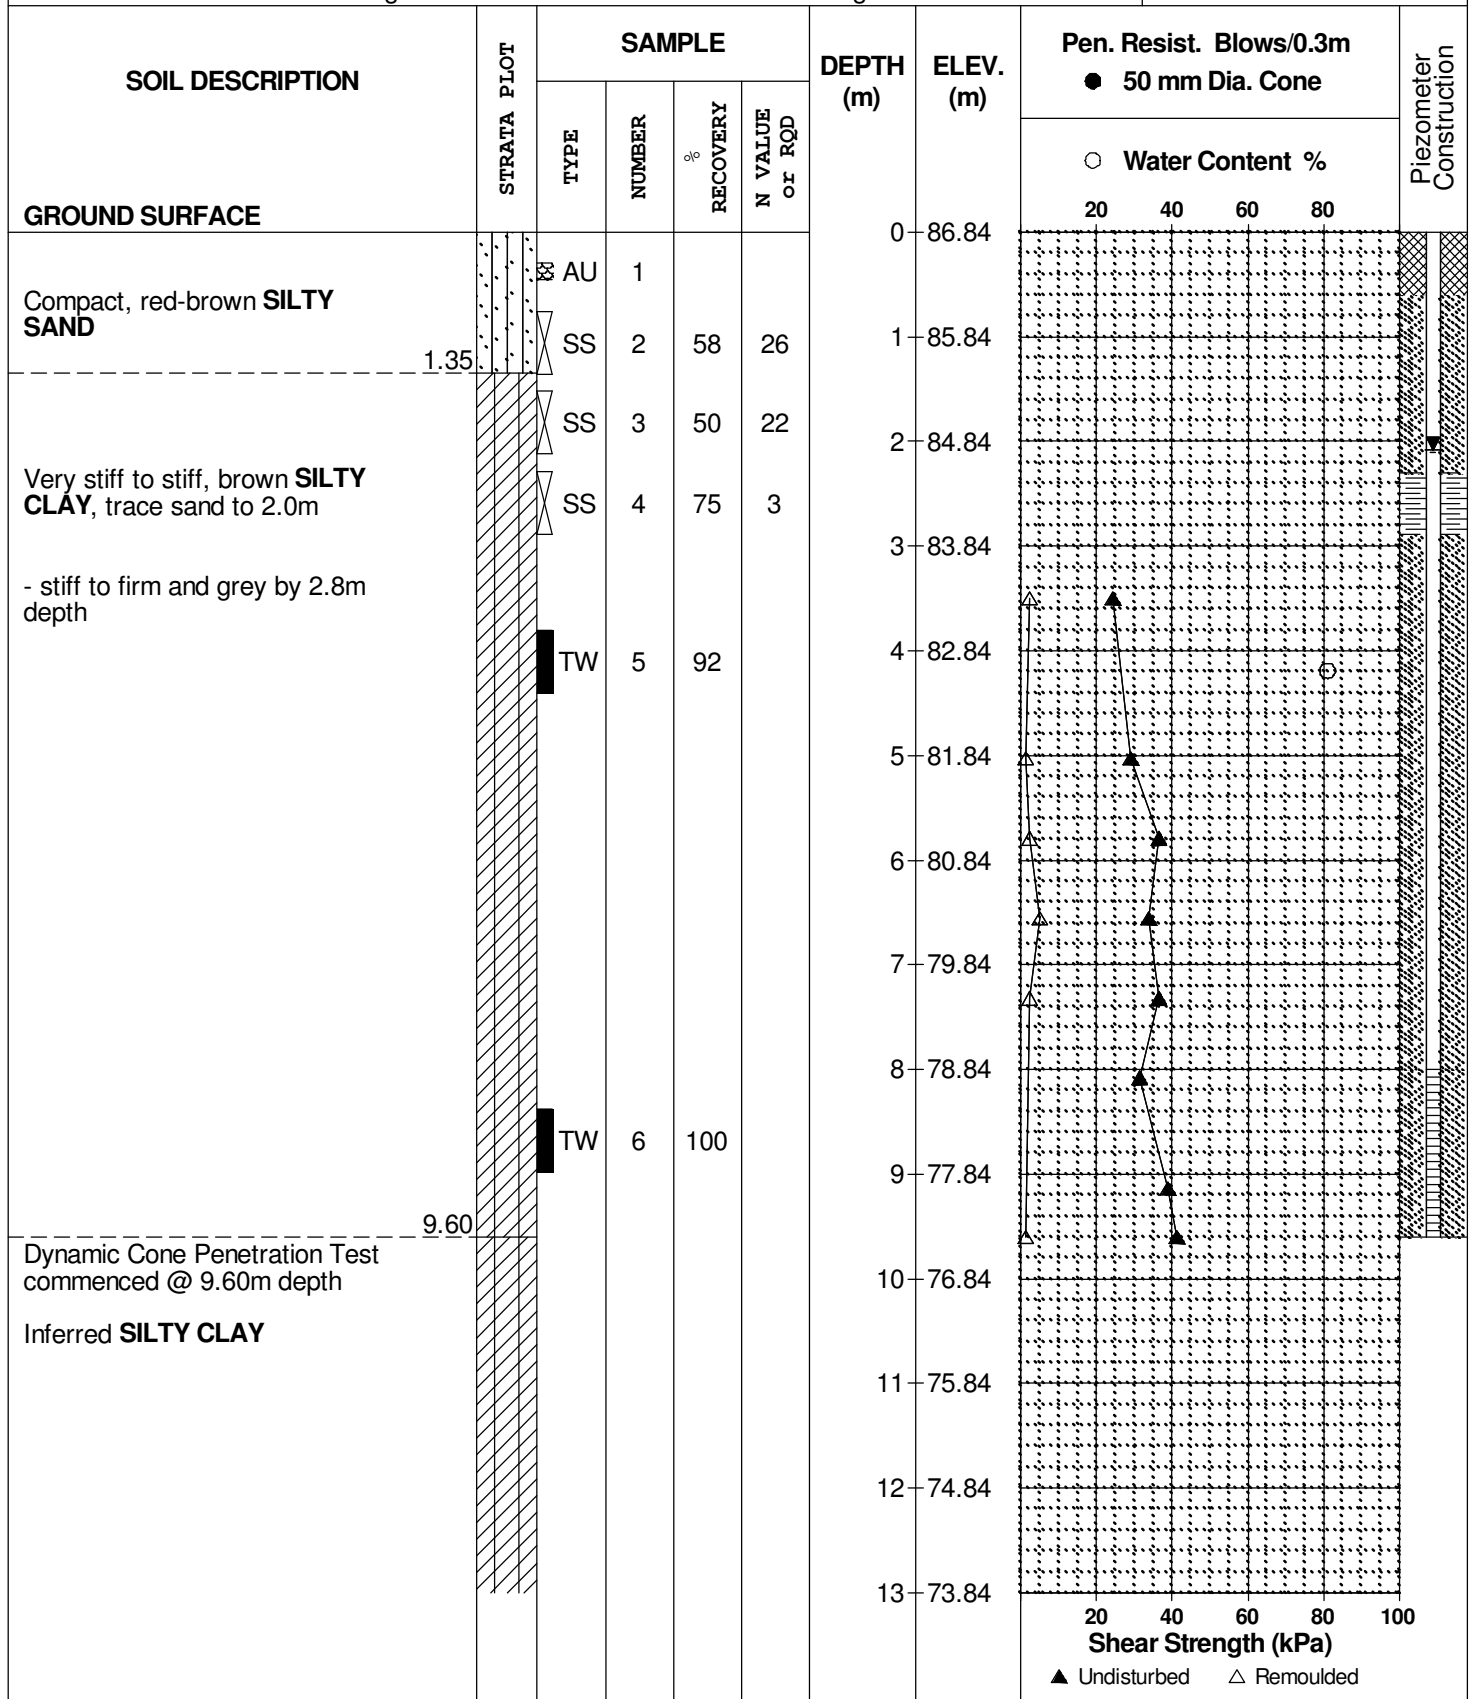 SOIL DESCRIPTION
GROUND SURFACE
STRATA PLOT
SAMPLE
TYPE
NUMBER
% RECOVERY
N VALUE or RQD
DEPTH (m)
ELEV. (m)
Pen. Resist. Blows/0.3m
● 50 mm Dia. Cone
○ Water Content %
20 40 60 80
Piezometer Construction
0 86.84
AU 1
Compact, red-brown SILTY
SAND
1.35
SS 2 58 26
1 85.84
SS 3 50 22
2 84.84
Very stiff to stiff, brown SILTY
CLAY, trace sand to 2.0m
SS 4 75 3
3 83.84
- stiff to firm and grey by 2.8m
depth
4 82.84
TW 5 92
5 81.84
6 80.84
7 79.84
8 78.84
TW 6 100
9 77.84
9.60
Dynamic Cone Penetration Test
commenced @ 9.60m depth
10 76.84
Inferred SILTY CLAY
11 75.84
12 74.84
13 73.84
20 40 60 80 100
Shear Strength (kPa)
▲ Undisturbed △ Remoulded